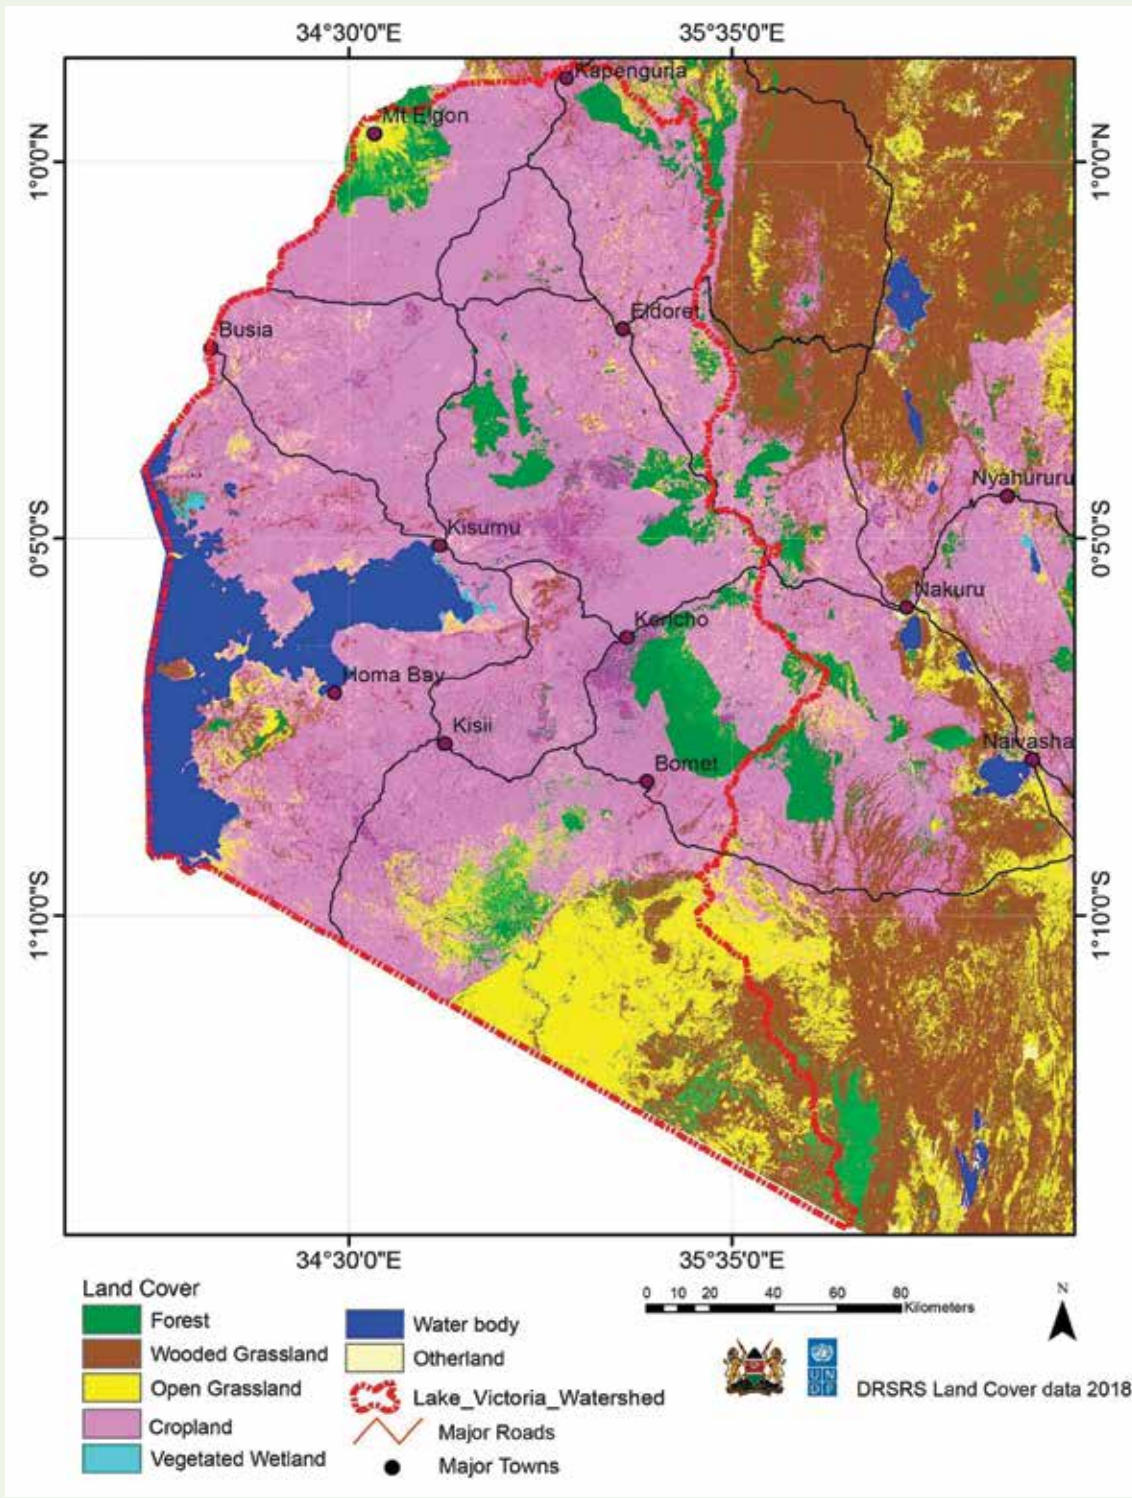 34°30'0"E 35°35'0"E
Kapenguria
Mt Elgon
1°0'0"N 1°0'0"N
Eldoret
Busia
Nyahururu
Kisumu
0°5'0"S 0°5'0"S
Nakuru
Kericho
Homa Bay
Kisii
Naivasha
Bomet
1°10'0"S 1°10'0"S
34°30'0"E 35°35'0"E
Land Cover
Forest
Wooded Grassland
Open Grassland
Cropland
Vegetated Wetland
Water body
Otherland
Lake_Victoria_Watershed
Major Roads
Major Towns
0 10 20 40 60 80
Kilometers
N
U N
D P
DRSRS Land Cover data 2018